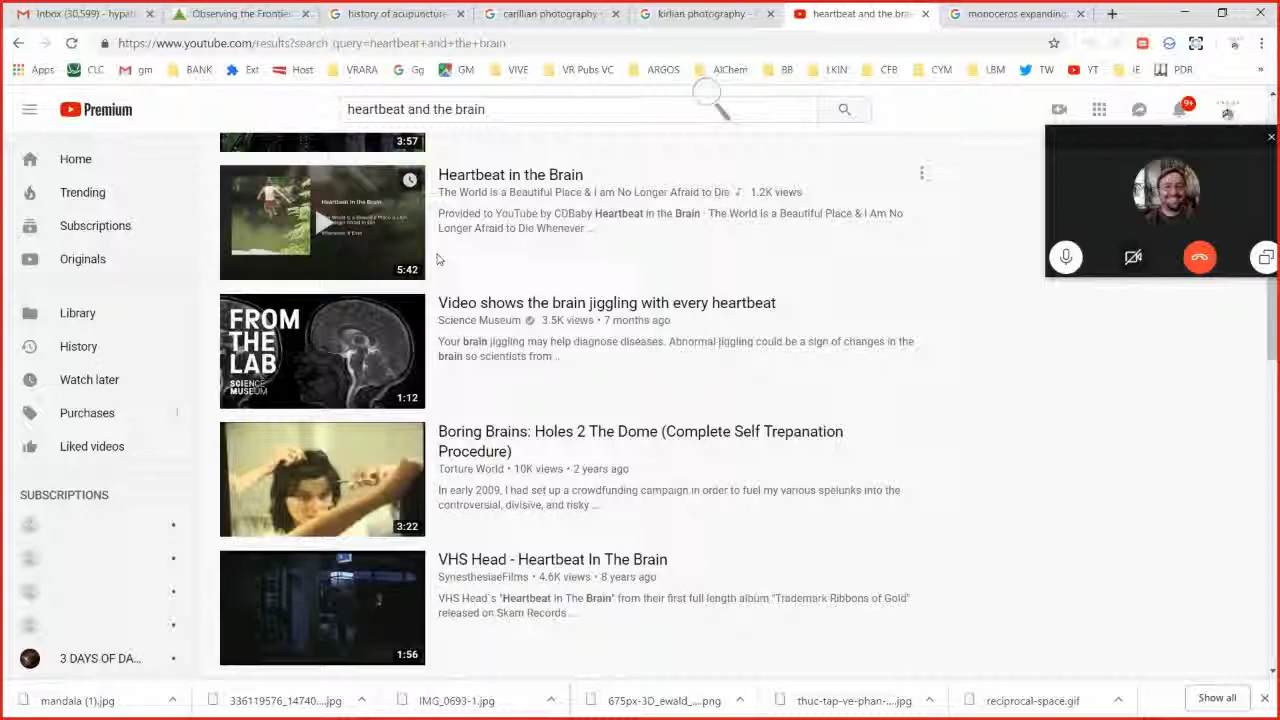 Inbox (30,599) - hypati
Observing the Frontier
history of acupuncture
carillian photography -
kirlian photography -
heartbeat and the brai
monoceros expanding
https://www.youtube.com/results?search_query=heartbeat+and+the+brain
Apps CLC gm BANK Ext Host VRARA Gg GM VIVE VR Pubs VC ARGOS AlChem BB LKIN CFB CYM LBM TW YT IE PDR »
Premium
heartbeat and the brain
9+
Home
Trending
Subscriptions
Originals
Library
History
Watch later
Purchases
1
Liked videos
SUBSCRIPTIONS
3 DAYS OF DA...
3:57
Heartbeat in the Brain
5:42
Heartbeat in the Brain
The World is a Beautiful Place & I am No Longer Afraid to Die 1.2K views
Provided to YouTube by CDBaby Heartbeat in the Brain · The World is a Beautiful Place & I Am No
Longer Afraid to Die Whenever ...
FROM
THE
LAB
SCIENCE
MUSEUM
1:12
Video shows the brain jiggling with every heartbeat
Science Museum 3.5K views • 7 months ago
Your brain jiggling may help diagnose diseases. Abnormal jiggling could be a sign of changes in the
brain so scientists from ...
3:22
Boring Brains: Holes 2 The Dome (Complete Self Trepanation
Procedure)
Torture World • 10K views • 2 years ago
In early 2009, I had set up a crowdfunding campaign in order to fuel my various spelunks into the
controversial, divisive, and risky ...
1:56
VHS Head - Heartbeat In The Brain
SynesthesiaeFilms • 4.6K views • 8 years ago
VHS Head's "Heartbeat In The Brain" from their first full length album "Trademark Ribbons of Gold"
released on Skam Records ...
mandala (1).jpg
336119576_14740....jpg
IMG_0693-1.jpg
675px-3D_ewald_....png
thuc-tap-ve-phan-....jpg
reciprocal-space.gif
Show all